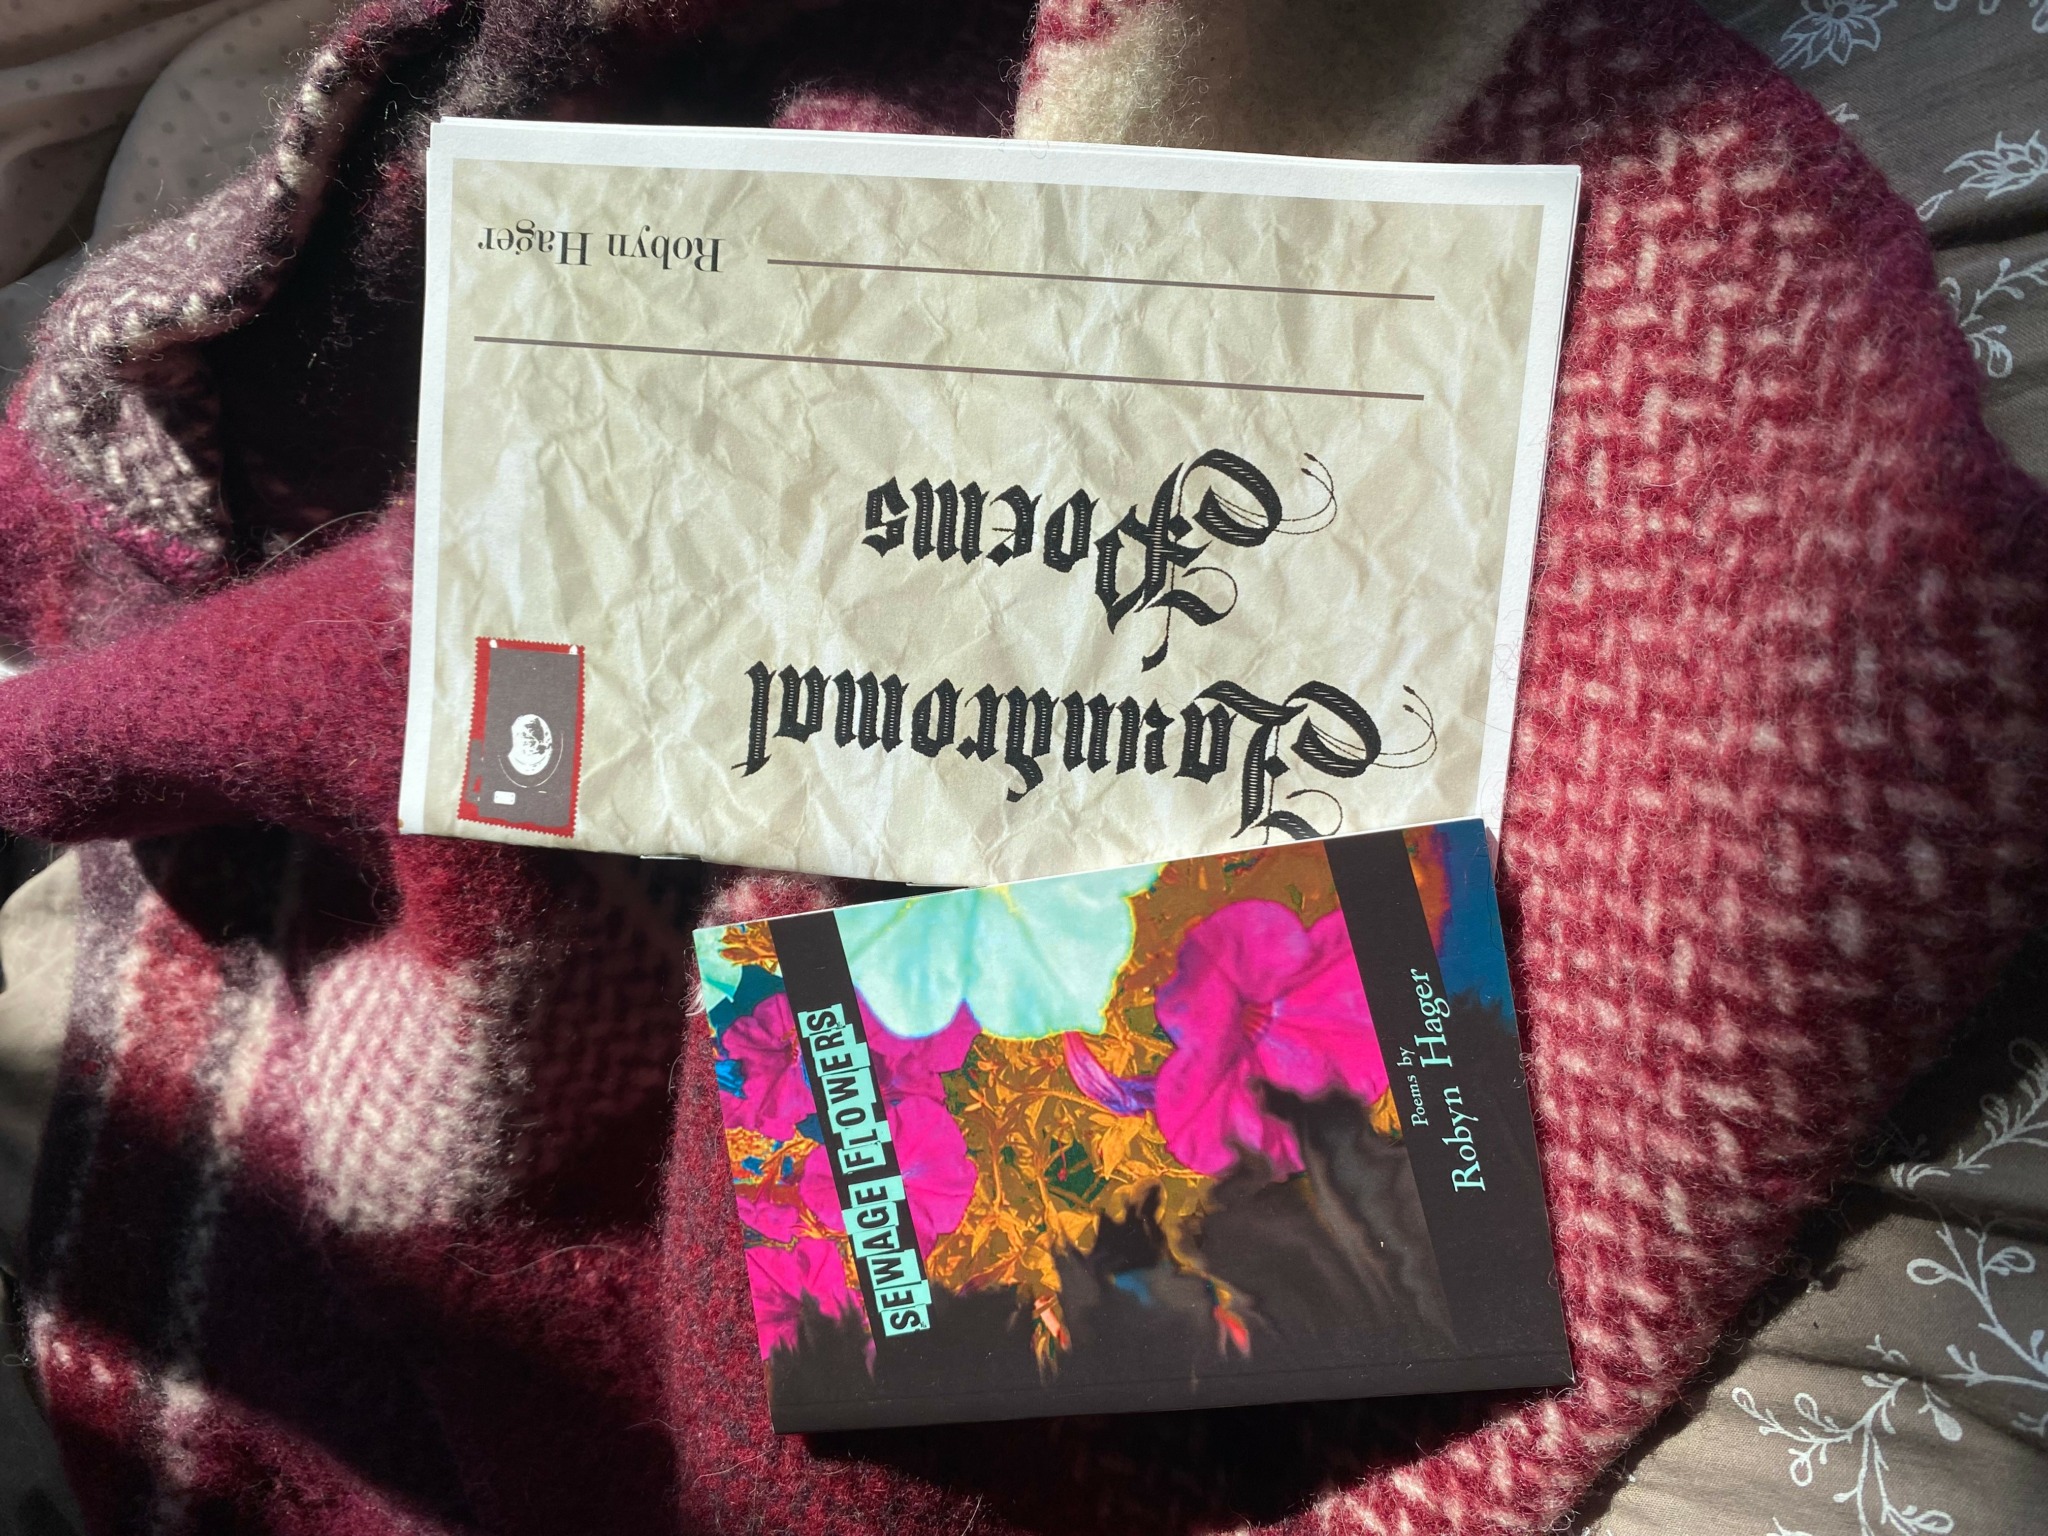 Laundromat
Poems
Robyn Hager
SEWAGE FLOWERS
Poems by
Robyn Hager